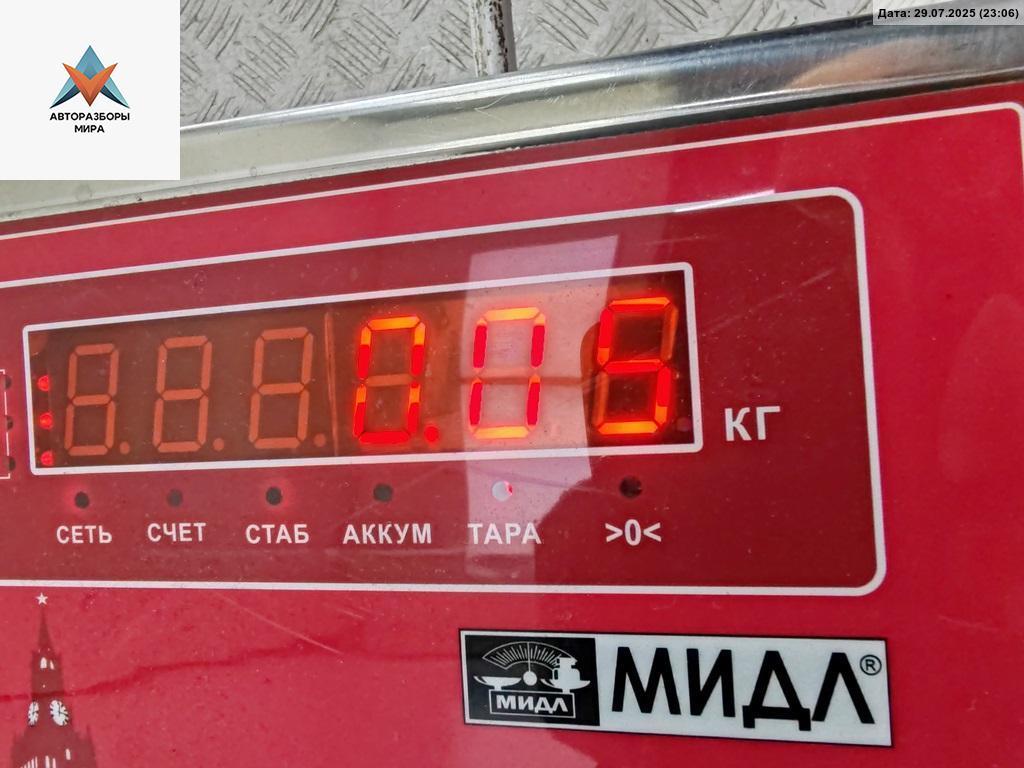 Дата: 29.07.2025 (23:06)
АВТОРАЗБОРЫ
МИРА
0.05
КГ
СЕТЬ СЧЕТ СТАБ АККУМ ТАРА >0<
МИДЛ МИДЛ®